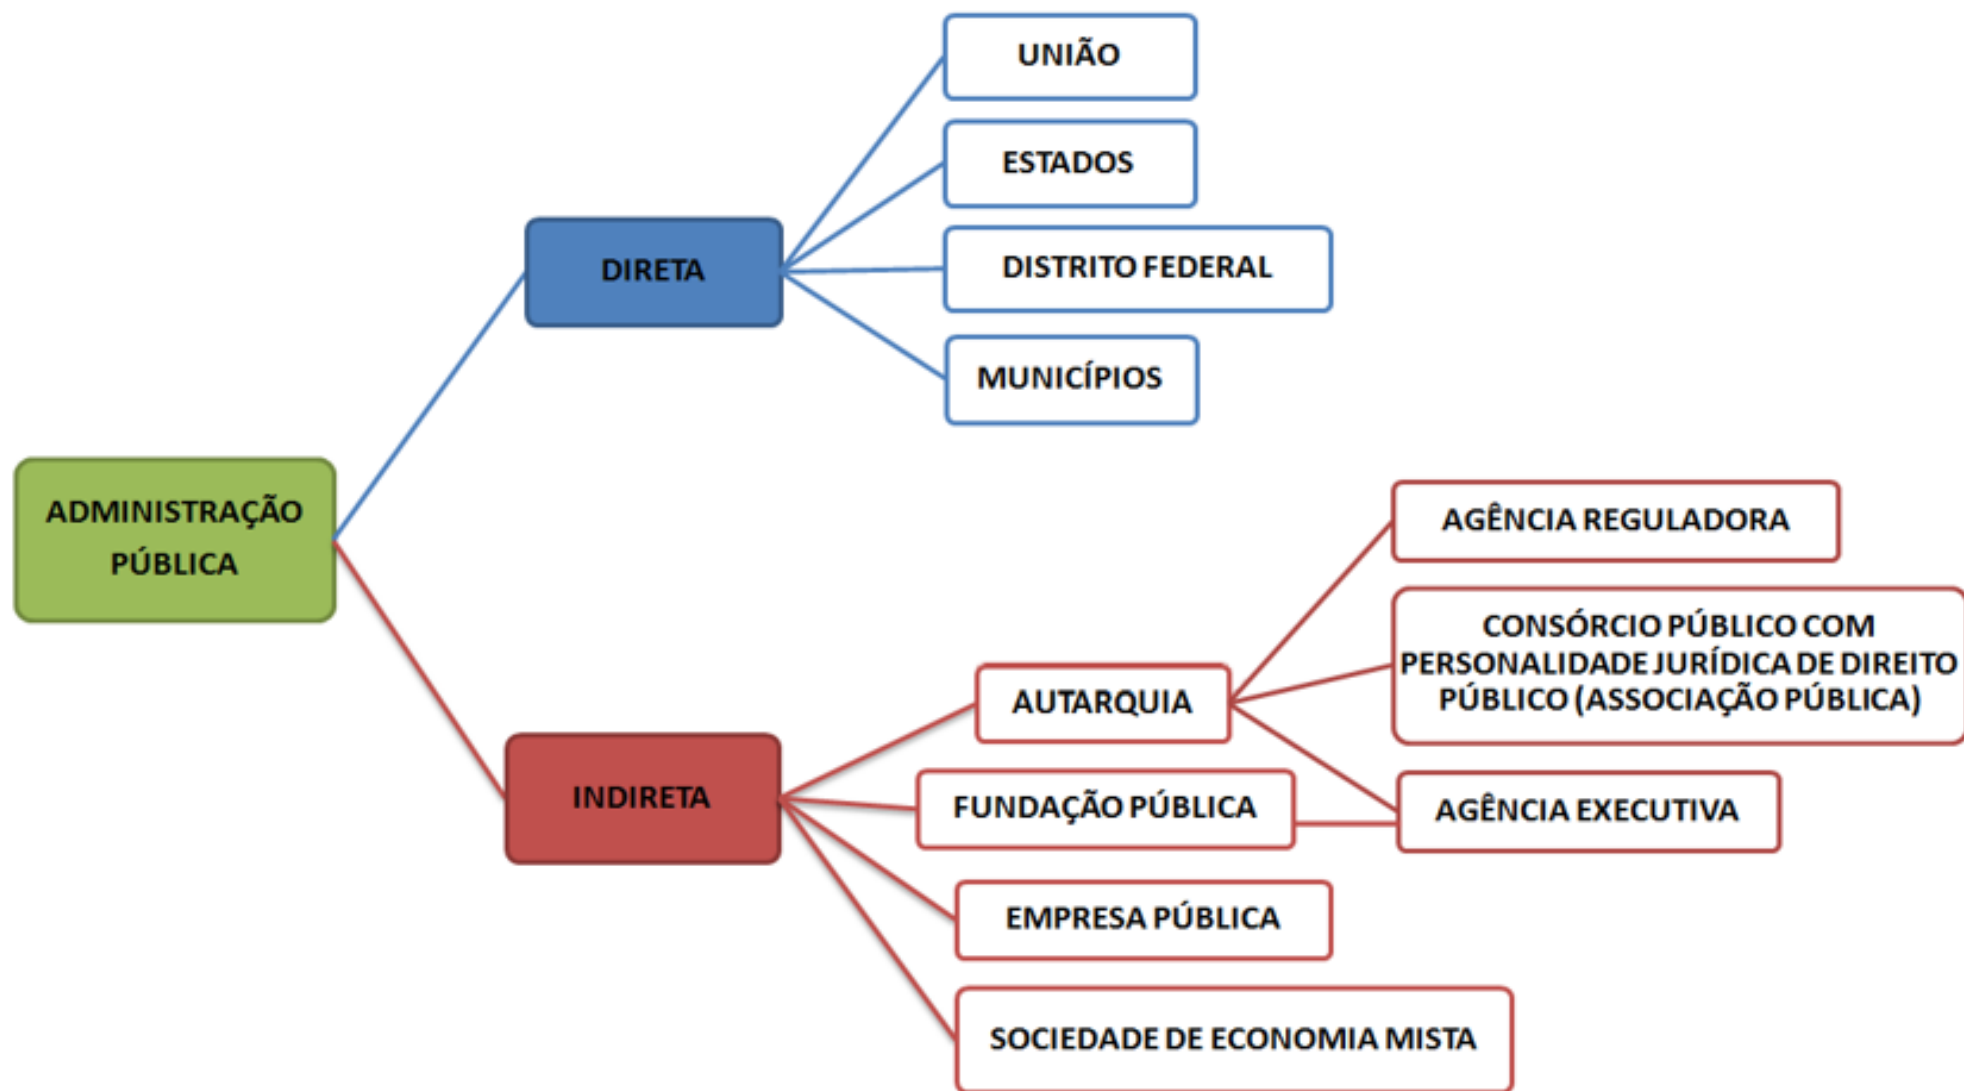 UNIÃO
ESTADOS
DIRETA
DISTRITO FEDERAL
MUNICÍPIOS
ADMINISTRAÇÃO
PÚBLICA
AGÊNCIA REGULADORA
CONSÓRCIO PÚBLICO COM
PERSONALIDADE JURÍDICA DE DIREITO
PÚBLICO (ASSOCIAÇÃO PÚBLICA)
AUTARQUIA
INDIRETA
FUNDAÇÃO PÚBLICA
AGÊNCIA EXECUTIVA
EMPRESA PÚBLICA
SOCIEDADE DE ECONOMIA MISTA